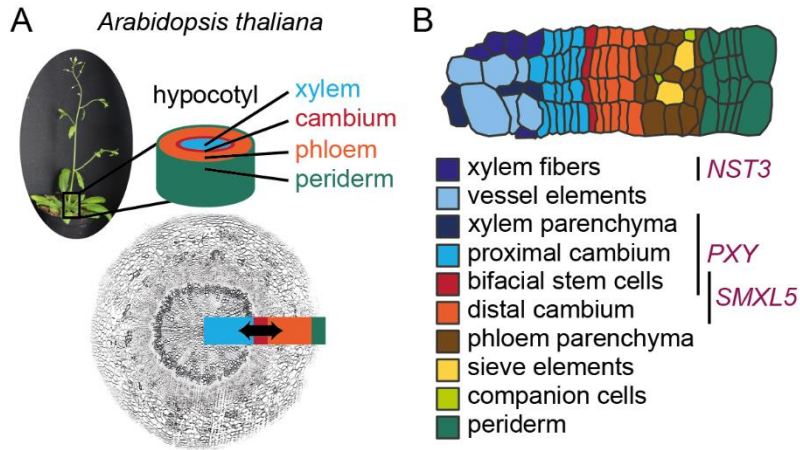 A
Arabidopsis thaliana
hypocotyl
xylem
cambium
phloem
periderm
B
xylem fibers
NST3
vessel elements
xylem parenchyma
proximal cambium
PXY
bifacial stem cells
SMXL5
distal cambium
phloem parenchyma
sieve elements
companion cells
periderm